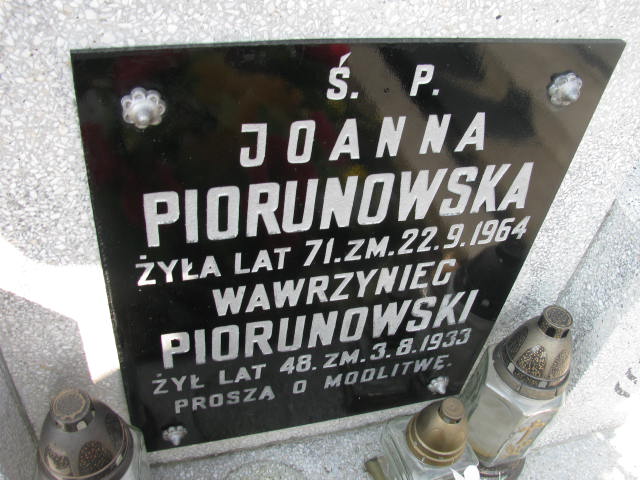 Ś. P.
JOANNA
PIORUNOWSKA
ŻYŁA LAT 71. ZM. 22.9.1964
WAWRZYNIEC
PIORUNOWSKI
ŻYŁ LAT 48. ZM. 3.8.1933
PROSZĄ O MODLITWĘ.